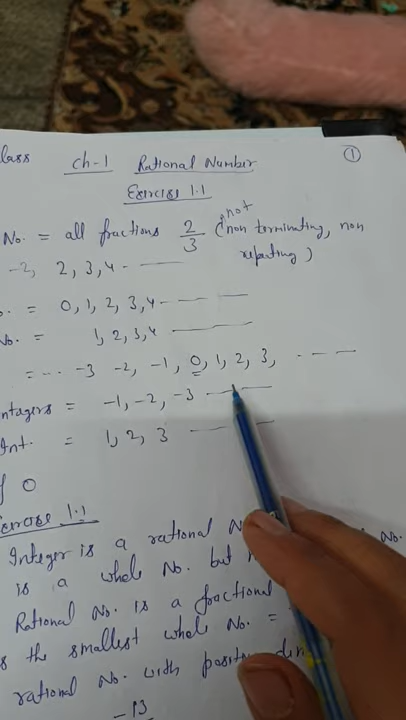 lass Ch-1 Rational Number ①
Exercise 1.1
No. = all fractions 2/3 (not non terminating, non repeating)
-2, 2, 3, 4 - ——
o. = 0, 1, 2, 3, 4 - —— ——
No. = 1, 2, 3, 4 ———
= ... -3 -2, -1, 0, 1, 2, 3, . — —
ntegers = -1, -2, -3 ———
Int. = 1, 2, 3 ———
f 0
Exercise 1.1
Integer is a rational No.
is a whole No. but No.
Rational No. is a fractional
s the smallest whole No. =
rational No. with positive
-13